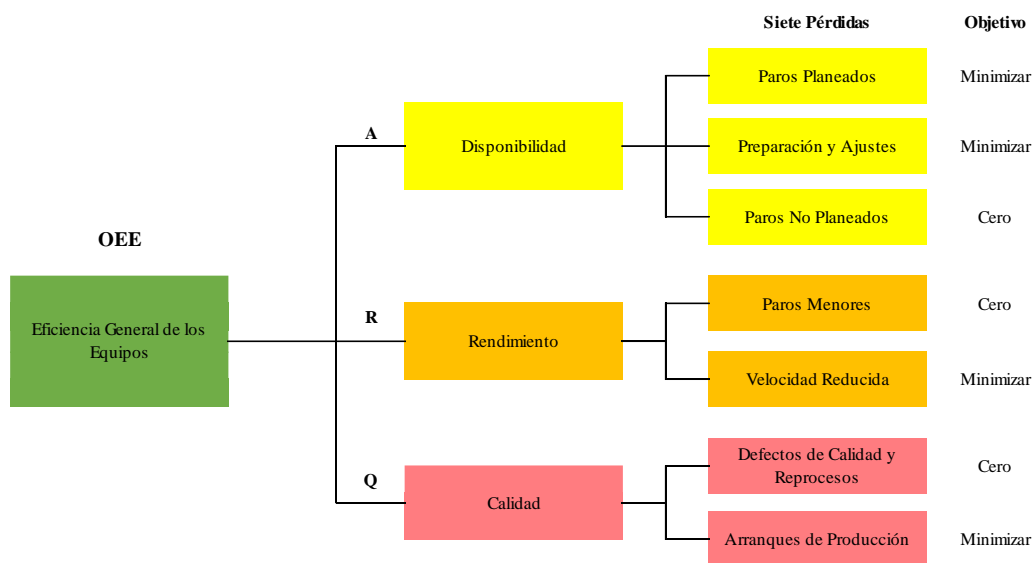 Siete Pérdidas
Objetivo
Paros Planeados
Minimizar
A
Disponibilidad
Preparación y Ajustes
Minimizar
Paros No Planeados
Cero
OEE
Eficiencia General de los
Equipos
R
Rendimiento
Paros Menores
Cero
Velocidad Reducida
Minimizar
Q
Calidad
Defectos de Calidad y
Reprocesos
Cero
Arranques de Producción
Minimizar